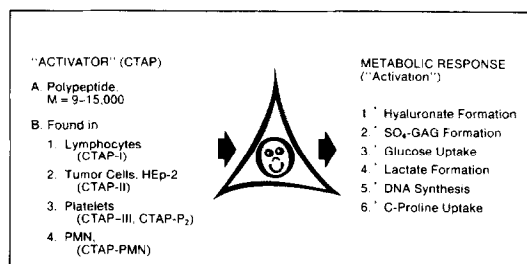 "ACTIVATOR" (CTAP)
A. Polypeptide,
M = 9-15,000
B. Found in
1. Lymphocytes
(CTAP-I)
2. Tumor Cells, HEp-2
(CTAP-II)
3. Platelets
(CTAP-III, CTAP-P₂)
4. PMN,
(CTAP-PMN)
METABOLIC RESPONSE
("Activation")
1. Hyaluronate Formation
2. SO₄-GAG Formation
3. Glucose Uptake
4. Lactate Formation
5. DNA Synthesis
6. C-Proline Uptake